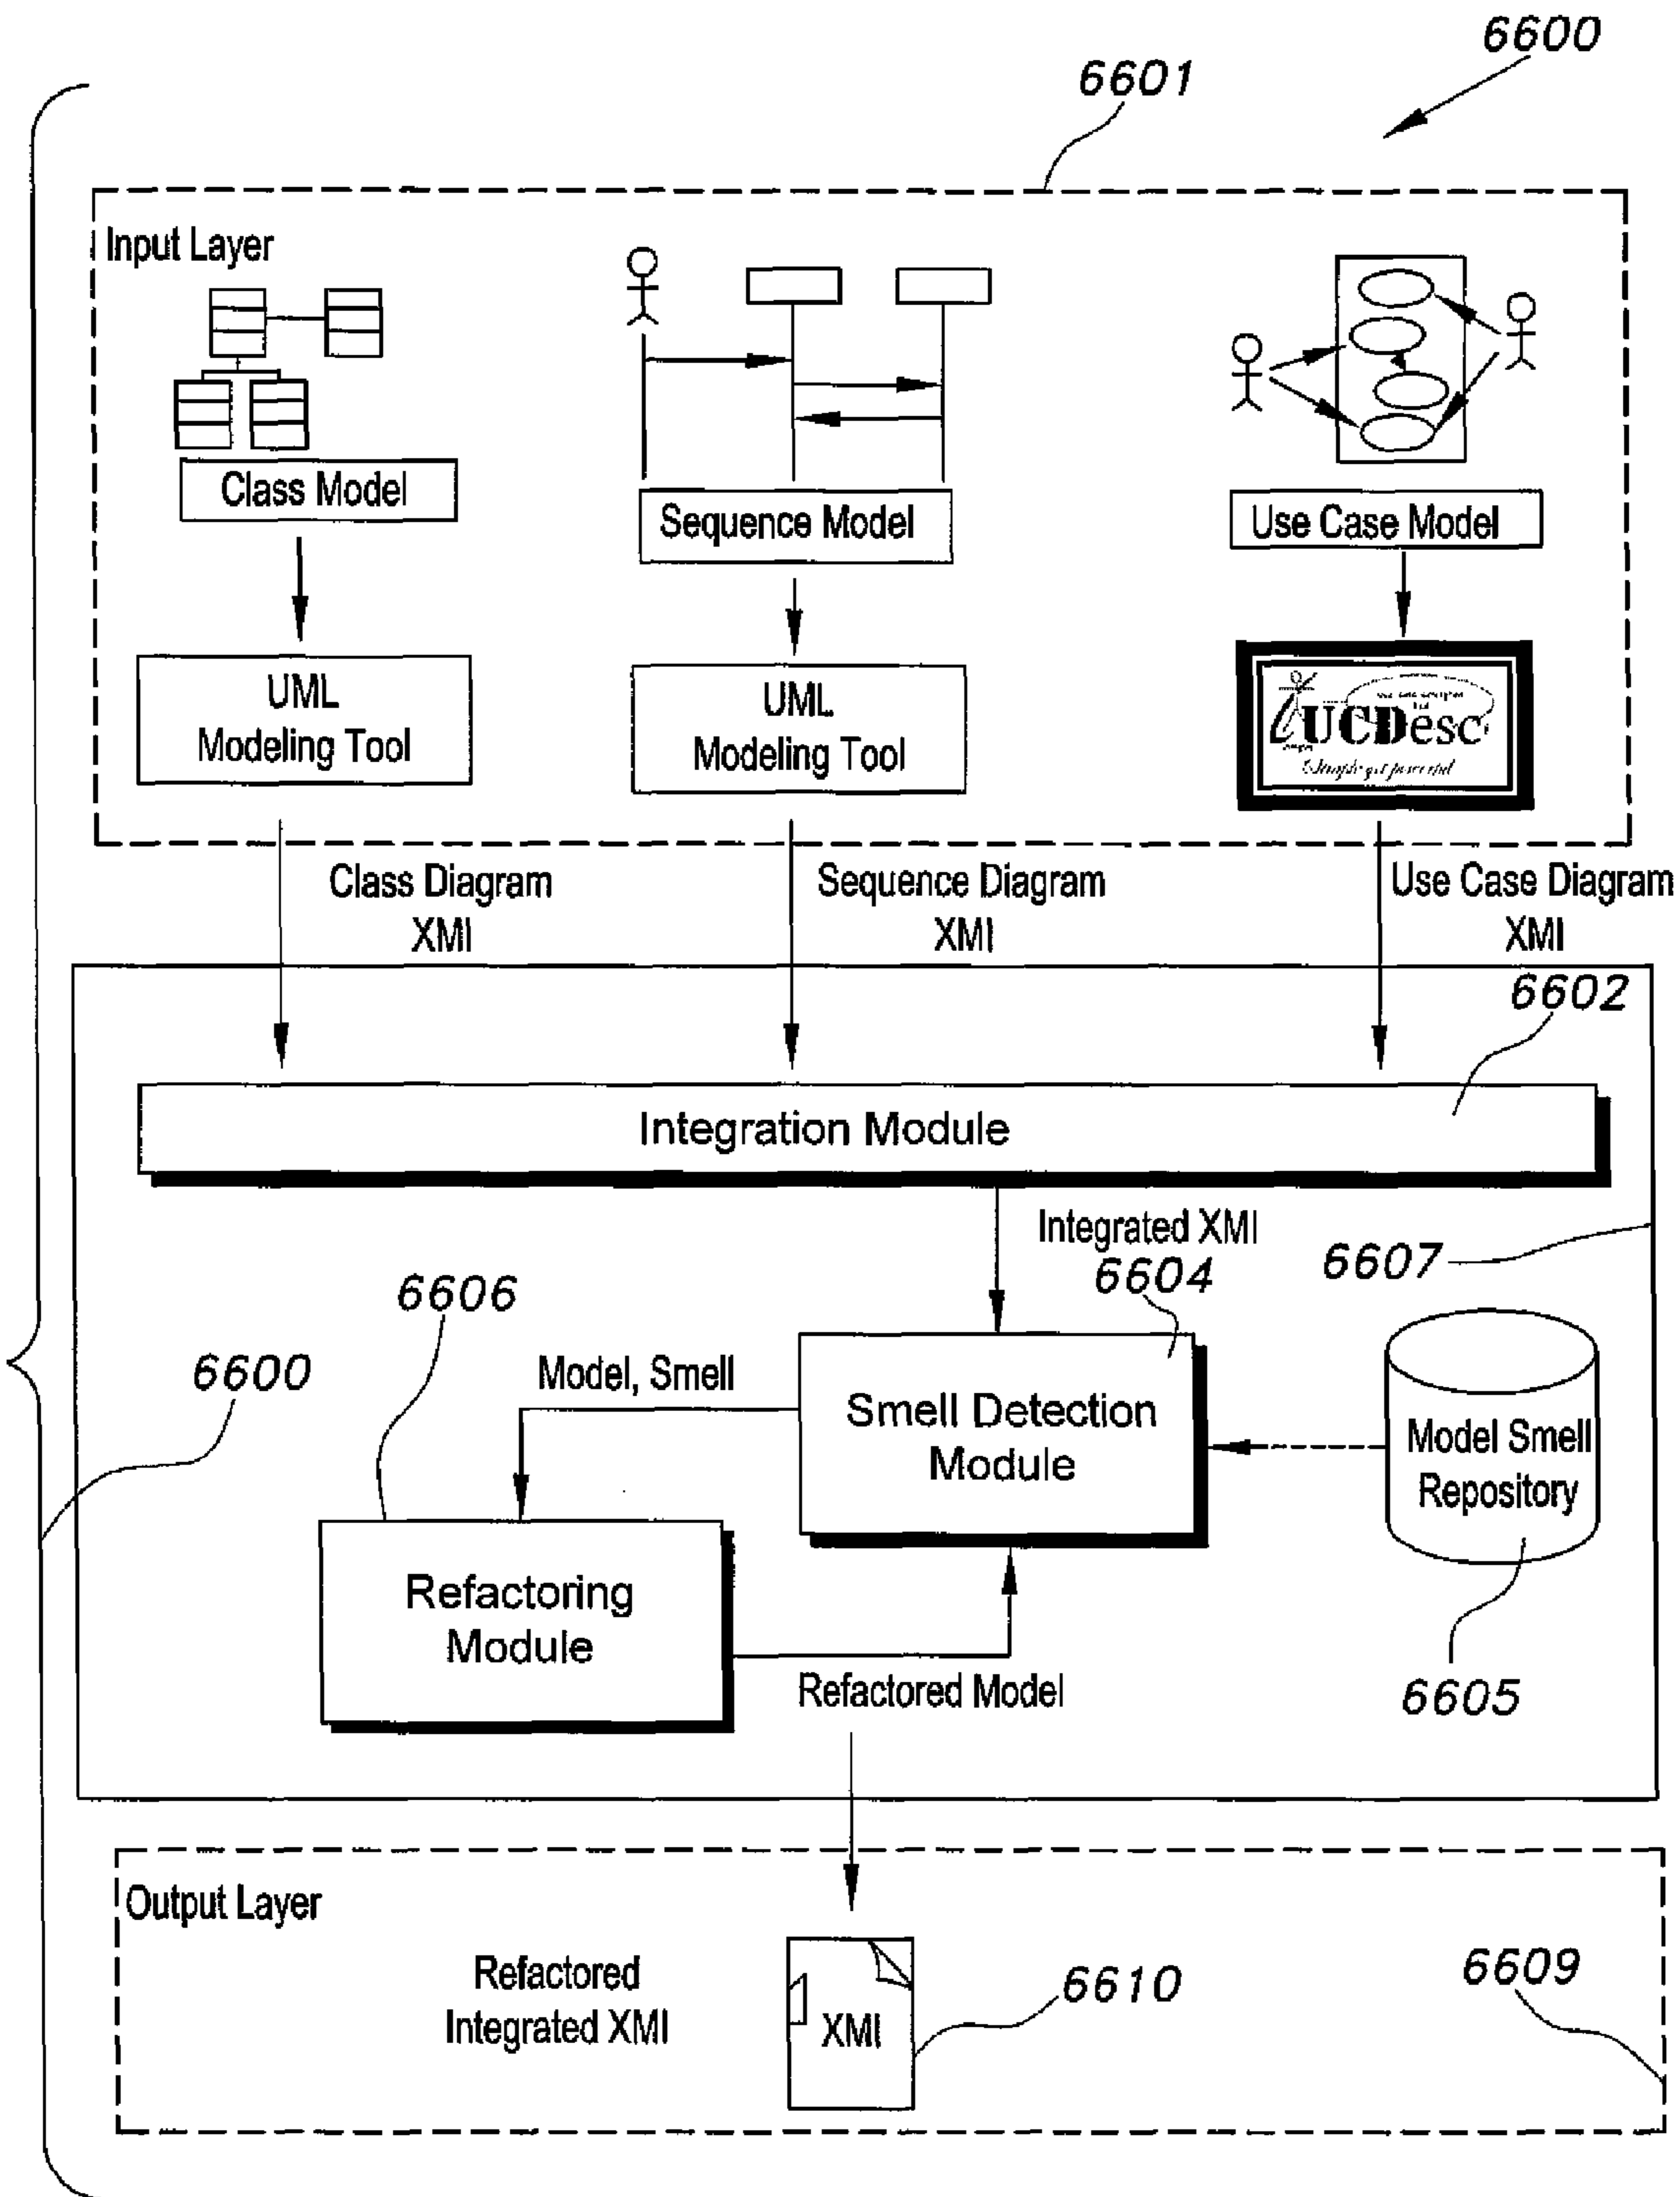 6600
6601
Input Layer
Class Model
Sequence Model
Use Case Model
UML
Modeling Tool
UML
Modeling Tool
UCDesc
Simple yet powerful
Class Diagram
XMI
Sequence Diagram
XMI
Use Case Diagram
XMI
6602
Integration Module
Integrated XMI
6604
6607
6606
6600
Model, Smell
Smell Detection
Module
Model Smell
Repository
Refactoring
Module
Refactored Model
6605
Output Layer
Refactored
Integrated XMI
XMI
6610
6609